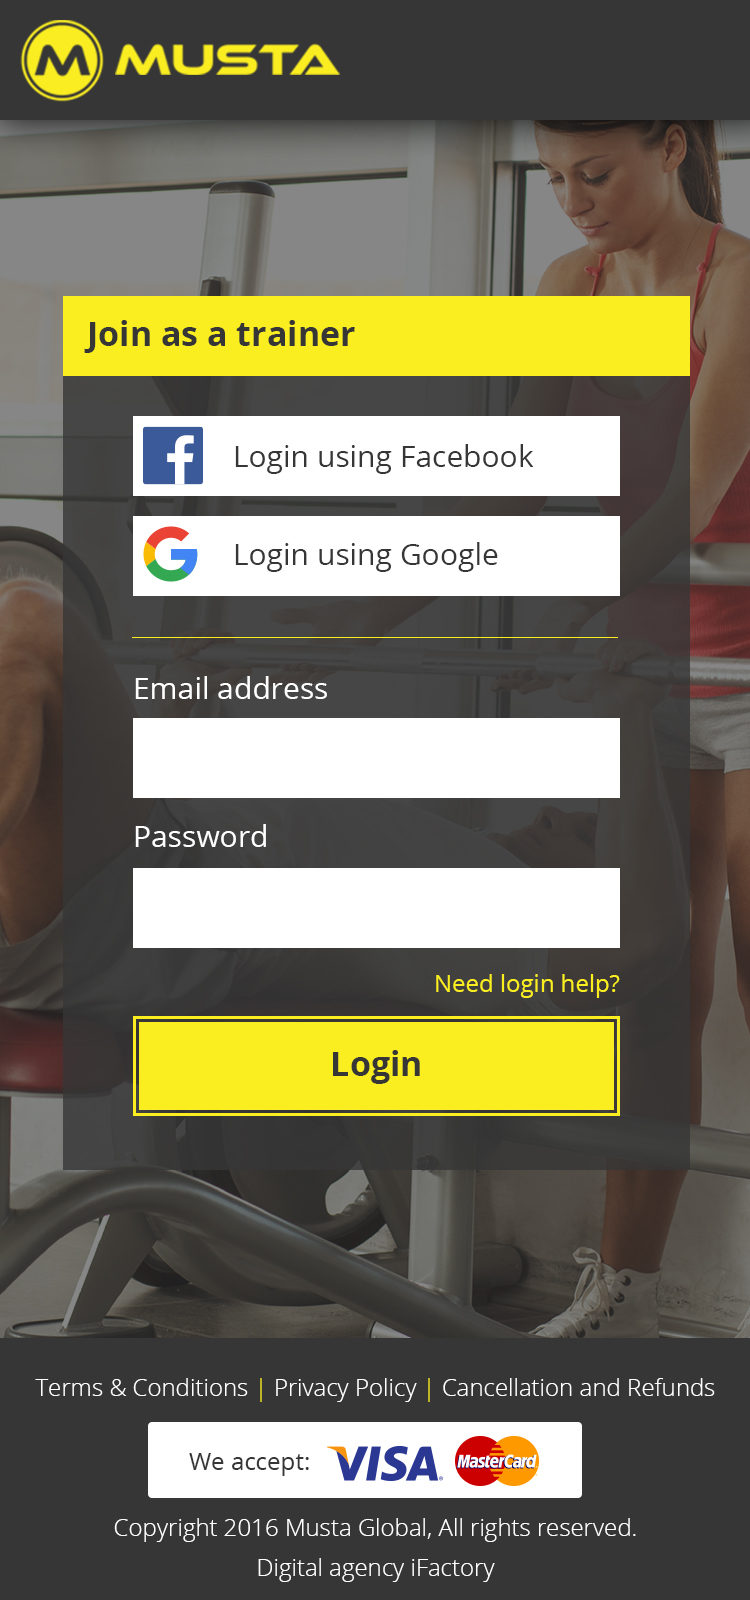 M MUSTA
Join as a trainer
Login using Facebook
Login using Google
Email address
Password
Need login help?
Login
Terms & Conditions | Privacy Policy | Cancellation and Refunds
We accept: VISA MasterCard
Copyright 2016 Musta Global, All rights reserved.
Digital agency iFactory